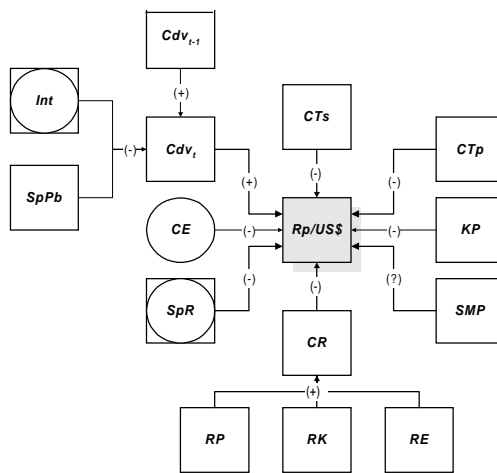 Cdv t-1
(+)
Int
CTs
(-)
Cdv t
CTp
SpPb
(-)
(-)
(+)
CE
(-)
Rp/US$
(-)
KP
(-)
(?)
SpR
(-)
SMP
CR
(+)
RP
RK
RE